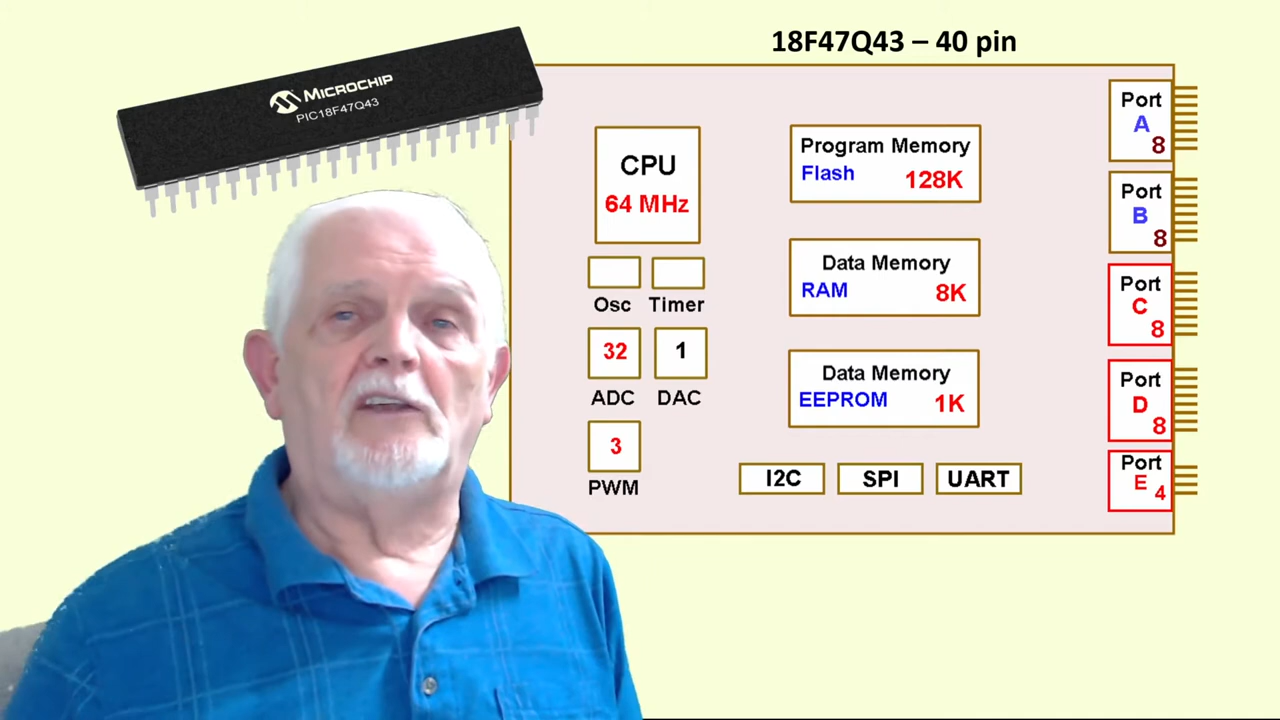 18F47Q43 – 40 pin
MICROCHIP
PIC18F47Q43
CPU
64 MHz
Osc
Timer
32
1
ADC
DAC
3
PWM
Program Memory
Flash 128K
Data Memory
RAM 8K
Data Memory
EEPROM 1K
I2C
SPI
UART
Port
A
8
Port
B
8
Port
C
8
Port
D
8
Port
E
4